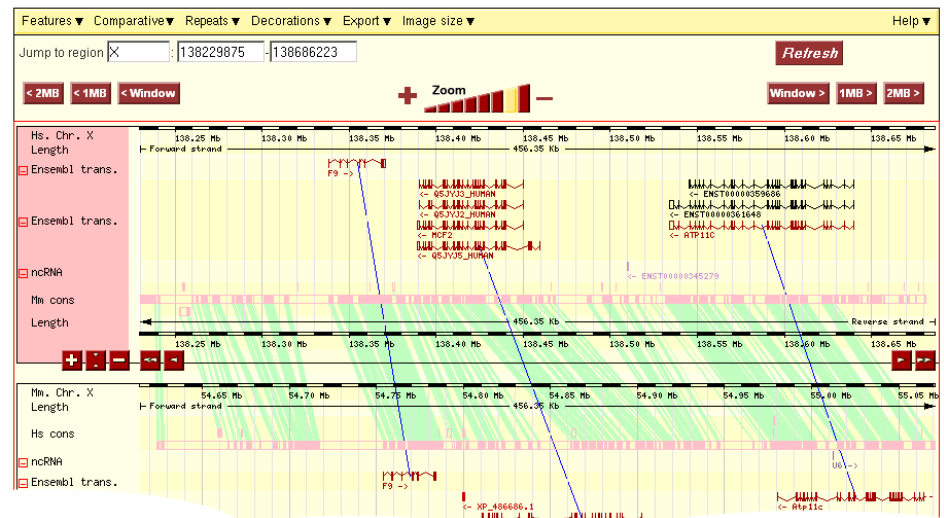 Features ▼ Comparative ▼ Repeats ▼ Decorations ▼ Export ▼ Image size ▼ Help ▼
Jump to region X : 138229875 - 138686223 Refresh
< 2MB < 1MB < Window + Zoom − Window > 1MB > 2MB >
Hs. Chr. X 138.25 Mb 138.30 Mb 138.35 Mb 138.40 Mb 138.45 Mb 138.50 Mb 138.55 Mb 138.60 Mb 138.65 Mb
Length Forward strand 456.35 Kb
Ensembl trans.
F9 ->
<- Q5JYJ3_HUMAN <- ENST00000359686
Ensembl trans. <- Q5JYJ2_HUMAN <- ENST00000361648
<- MCF2 <- ATP11C
<- Q5JYJ5_HUMAN
ncRNA <- ENST00000345279
Mm cons
Length 456.35 Kb Reverse strand
138.25 Mb 138.30 Mb 138.35 Mb 138.40 Mb 138.45 Mb 138.50 Mb 138.55 Mb 138.60 Mb 138.65 Mb
Mm. Chr. X 54.65 Mb 54.70 Mb 54.75 Mb 54.80 Mb 54.85 Mb 54.90 Mb 54.95 Mb 55.00 Mb 55.05 Mb
Length Forward strand 456.35 Kb
Hs cons
ncRNA U6 ->
Ensembl trans. F9 ->
<- XP_486686.1 <- Atp11c